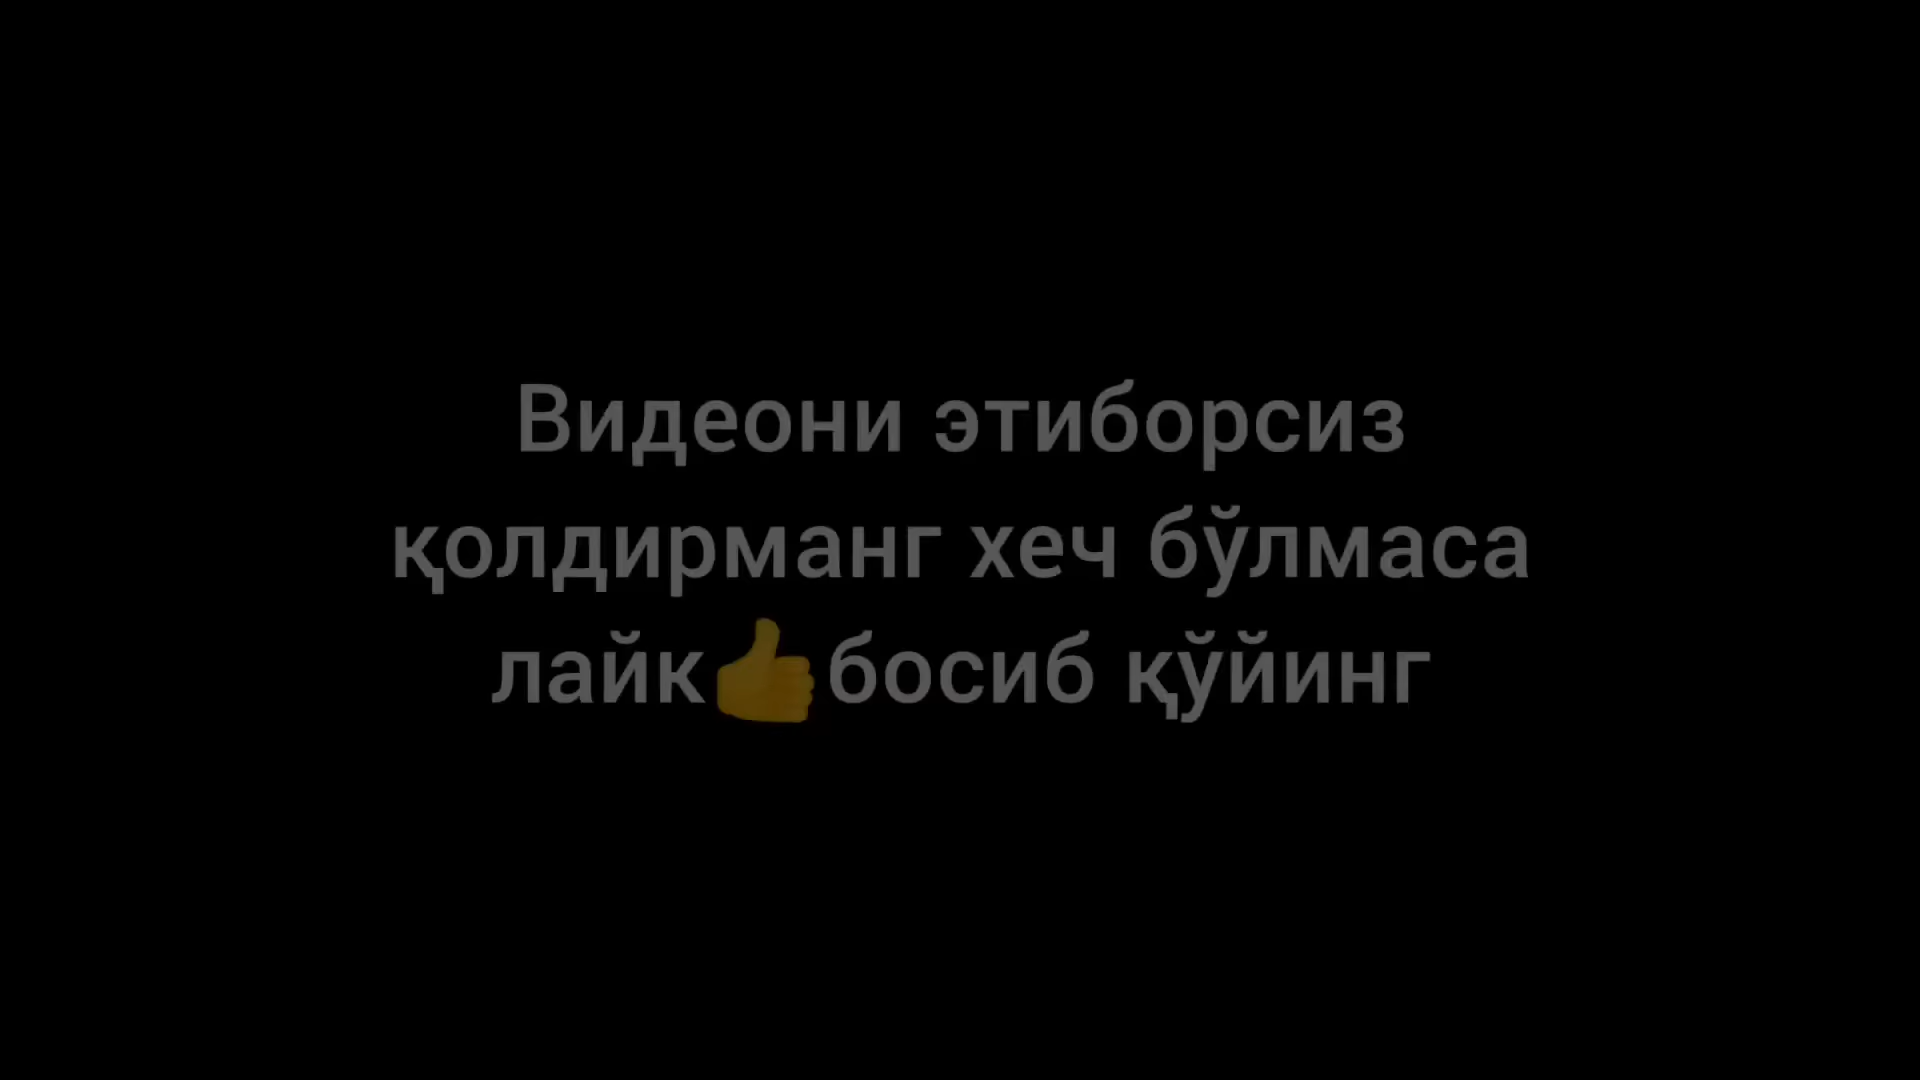 Видеони этиборсиз
қолдирманг хеч бўлмаса
лайк👍босиб қўйинг